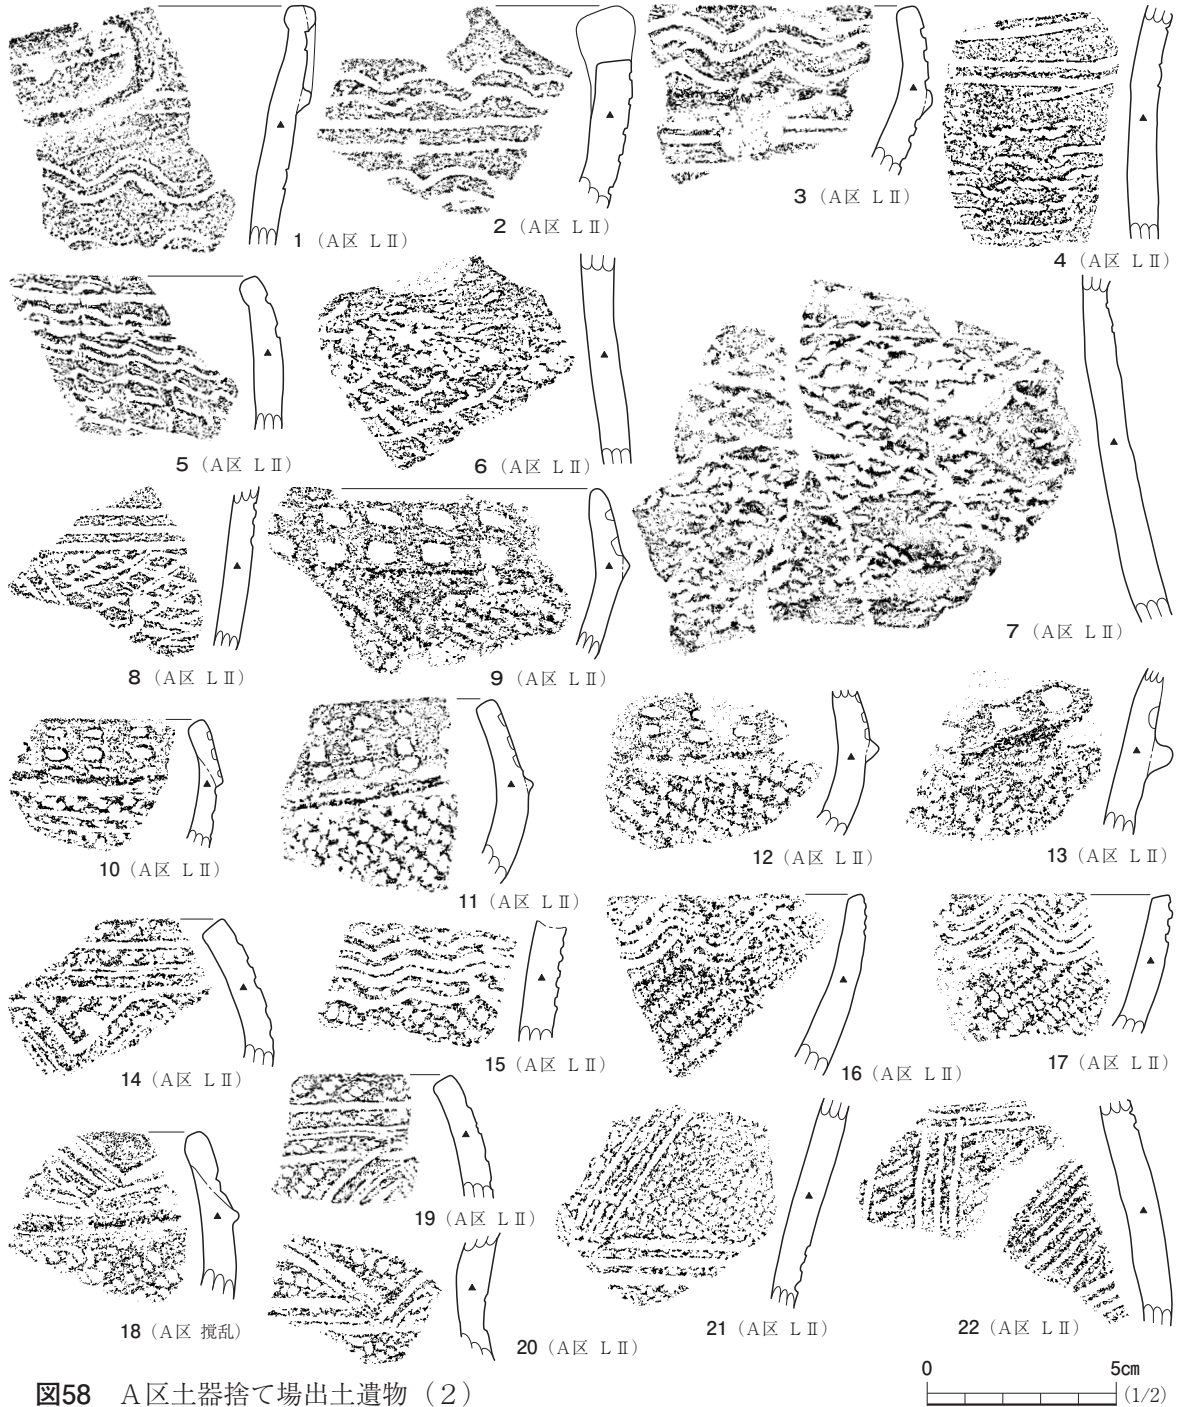 1（A区 LⅡ）
2（A区 LⅡ）
3（A区 LⅡ）
4（A区 LⅡ）
5（A区 LⅡ）
6（A区 LⅡ）
7（A区 LⅡ）
8（A区 LⅡ）
9（A区 LⅡ）
10（A区 LⅡ）
11（A区 LⅡ）
12（A区 LⅡ）
13（A区 LⅡ）
14（A区 LⅡ）
15（A区 LⅡ）
16（A区 LⅡ）
17（A区 LⅡ）
18（A区 撹乱）
19（A区 LⅡ）
20（A区 LⅡ）
21（A区 LⅡ）
22（A区 LⅡ）
0 5㎝
(1/2)
図58 A区土器捨て場出土遺物（2）